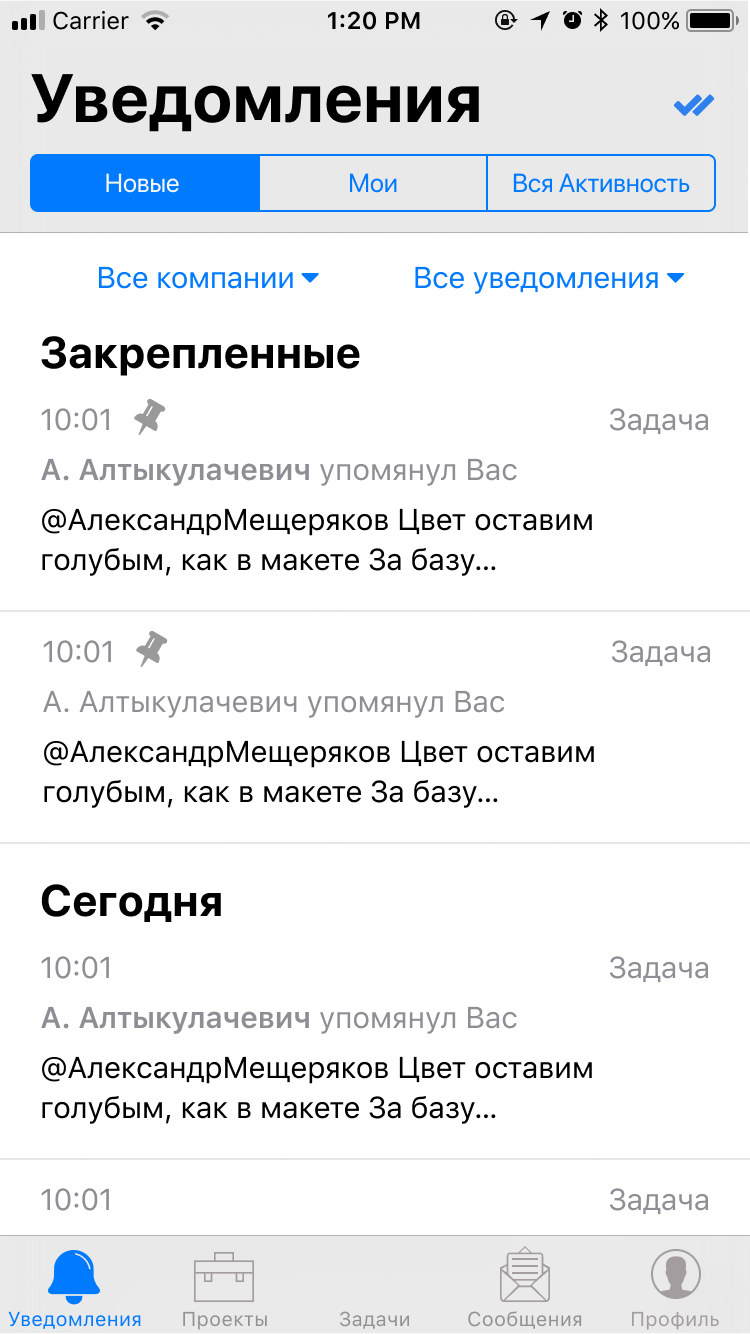 Carrier 1:20 PM 100%
Уведомления
Новые Мои Вся Активность
Все компании Все уведомления
Закрепленные
10:01 Задача
А. Алтыкулачевич упомянул Вас
@АлександрМещеряков Цвет оставим
голубым, как в макете За базу...
10:01 Задача
А. Алтыкулачевич упомянул Вас
@АлександрМещеряков Цвет оставим
голубым, как в макете За базу...
Сегодня
10:01 Задача
А. Алтыкулачевич упомянул Вас
@АлександрМещеряков Цвет оставим
голубым, как в макете За базу...
10:01 Задача
Уведомления Проекты Задачи Сообщения Профиль